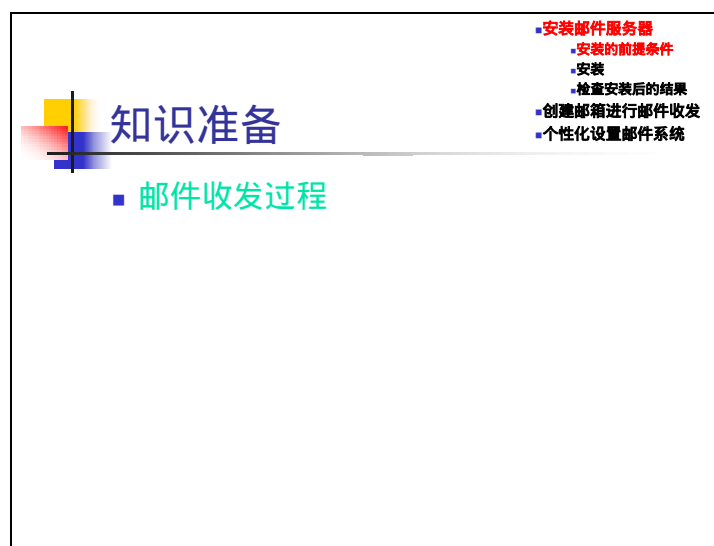 安装邮件服务器
安装的前提条件
安装
检查安装后的结果
创建邮箱进行邮件收发
个性化设置邮件系统
知识准备
邮件收发过程